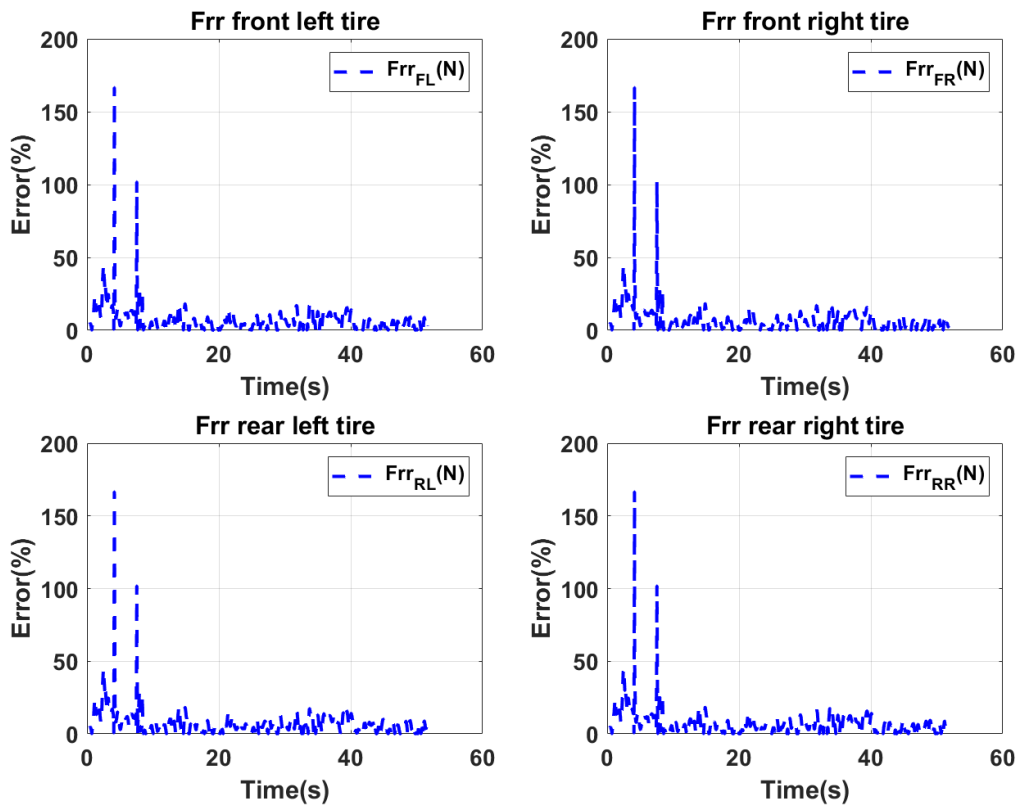 Frr front left tire
200
150
100
50
0
Error(%)
Frr_FL(N)
0 20 40 60
Time(s)
Frr front right tire
200
150
100
50
0
Error(%)
Frr_FR(N)
0 20 40 60
Time(s)
Frr rear left tire
200
150
100
50
0
Error(%)
Frr_RL(N)
0 20 40 60
Time(s)
Frr rear right tire
200
150
100
50
0
Error(%)
Frr_RR(N)
0 20 40 60
Time(s)